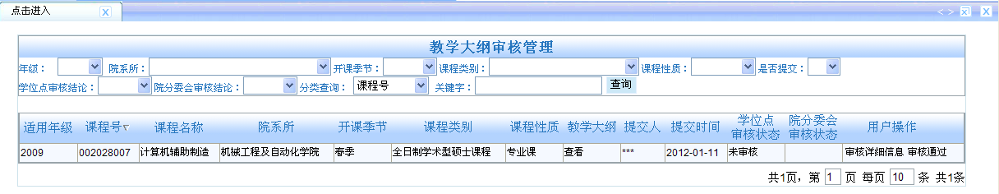 点击进入
教学大纲审核管理
年级： 院系所： 开课季节： 课程类别： 课程性质： 是否提交：
学位点审核结论： 院分委会审核结论： 分类查询： 课程号 关键字： 查询
适用年级 课程号 课程名称 院系所 开课季节 课程类别 课程性质 教学大纲 提交人 提交时间 学位点审核状态 院分委会审核状态 用户操作
2009 002028007 计算机辅助制造 机械工程及自动化学院 春季 全日制学术型硕士课程 专业课 查看 *** 2012-01-11 未审核 审核详细信息 审核通过
共1页，第 1 页 每页 10 条 共1条